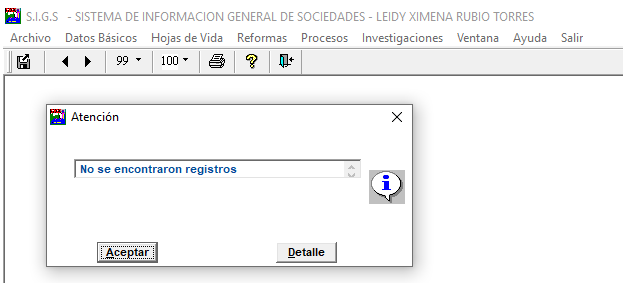 S.I.G.S - SISTEMA DE INFORMACION GENERAL DE SOCIEDADES - LEIDY XIMENA RUBIO TORRES
Archivo Datos Básicos Hojas de Vida Reformas Procesos Investigaciones Ventana Ayuda Salir
99 100
Atención
No se encontraron registros
Aceptar Detalle